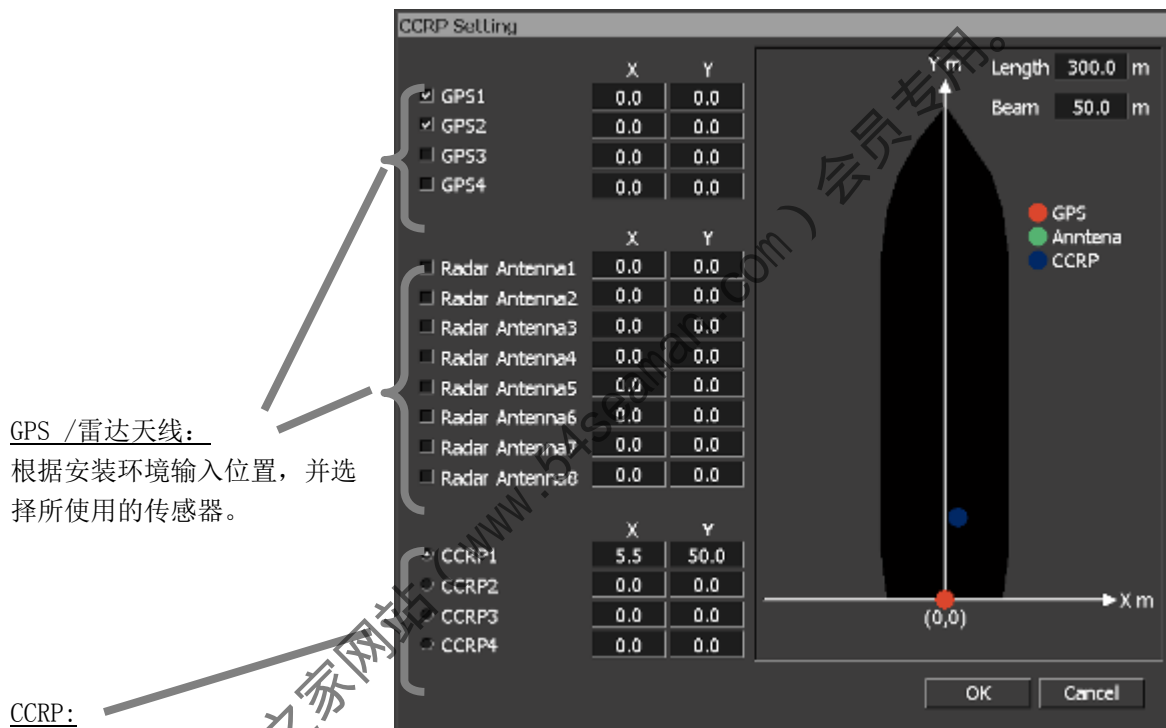 CCRP Setting
X Y
GPS1 0.0 0.0
GPS2 0.0 0.0
GPS3 0.0 0.0
GPS4 0.0 0.0
X Y
Radar Antenna1 0.0 0.0
Radar Antenna2 0.0 0.0
Radar Antenna3 0.0 0.0
Radar Antenna4 0.0 0.0
Radar Antenna5 0.0 0.0
Radar Antenna6 0.0 0.0
Radar Antenna7 0.0 0.0
Radar Antenna8 0.0 0.0
X Y
CCRP1 5.5 50.0
CCRP2 0.0 0.0
CCRP3 0.0 0.0
CCRP4 0.0 0.0
Y m
Length 300.0 m
Beam 50.0 m
GPS
Anntena
CCRP
X m
(0,0)
OK Cancel
GPS /雷达天线:
根据安装环境输入位置，并选
择所使用的传感器。
CCRP:
之家网站（www.54seaman.com）会员专用。